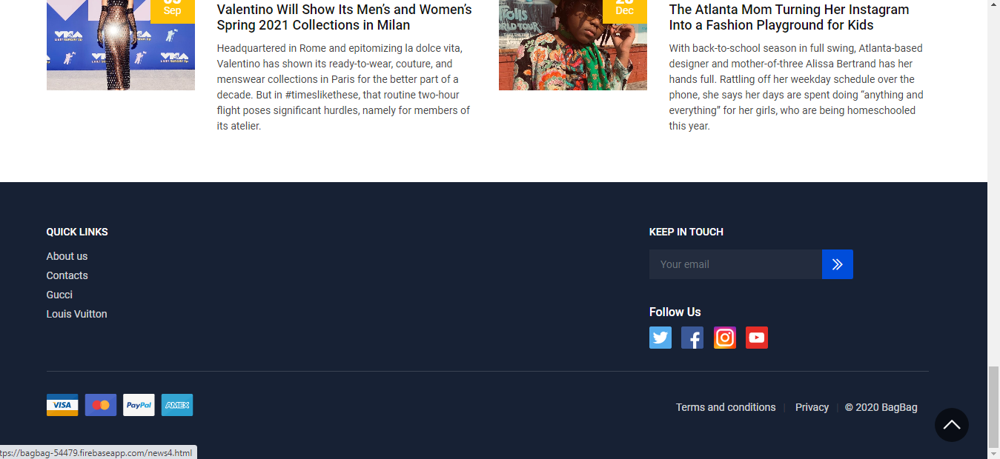 Sep
Valentino Will Show Its Men’s and Women’s
Spring 2021 Collections in Milan
Headquartered in Rome and epitomizing la dolce vita,
Valentino has shown its ready-to-wear, couture, and
menswear collections in Paris for the better part of a
decade. But in #timeslikethese, that routine two-hour
flight poses significant hurdles, namely for members of
its atelier.
Trolls
WORLD TOUR
Dec
The Atlanta Mom Turning Her Instagram
Into a Fashion Playground for Kids
With back-to-school season in full swing, Atlanta-based
designer and mother-of-three Alissa Bertrand has her
hands full. Rattling off her weekday schedule over the
phone, she says her days are spent doing “anything and
everything” for her girls, who are being homeschooled
this year.
QUICK LINKS
About us
Contacts
Gucci
Louis Vuitton
KEEP IN TOUCH
Your email
Follow Us
VISA
PayPal
AMEX
Terms and conditions
Privacy
© 2020 BagBag
tps://bagbag-54479.firebaseapp.com/news4.html